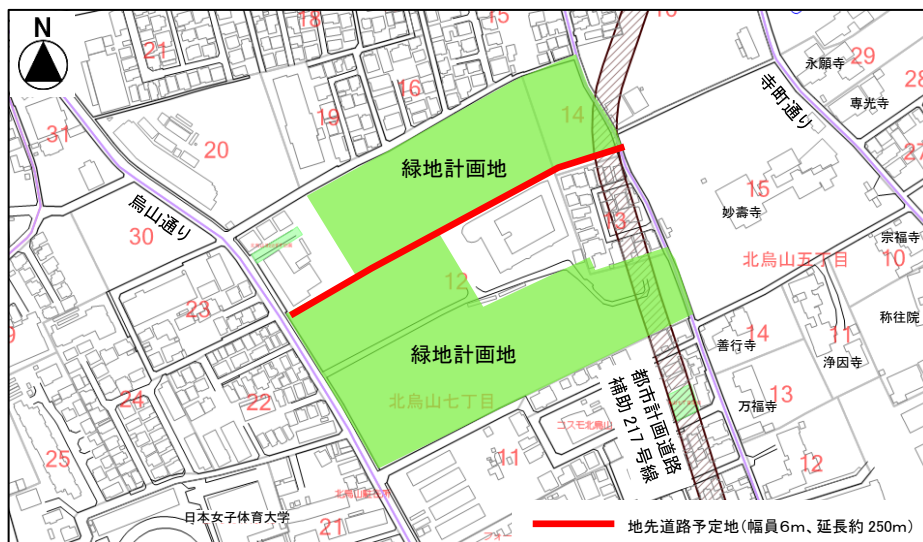 N
15
18
21
16
19
14
20
31
烏山通り
30
緑地計画地
永願寺
29
28
専光寺
寺町通り
27
15
妙壽寺
13
宗福寺
10
北烏山五丁目
12
23
称往院
14
11
善行寺
浄因寺
緑地計画地
24
22
北烏山七丁目
都市計画道路
補助217号線
万福寺
13
25
コスモ北烏山
11
12
日本女子体育大学
21
地先道路予定地(幅員6m、延長約250m)